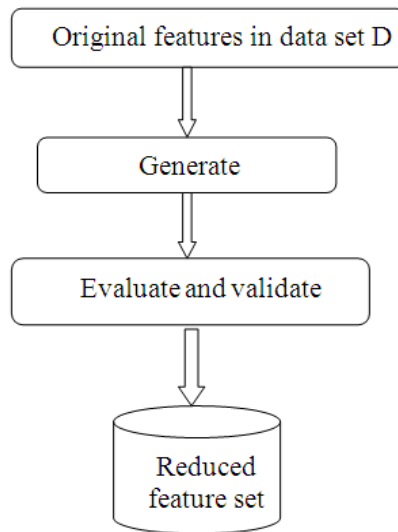 Original features in data set D
Generate
Evaluate and validate
Reduced
feature set